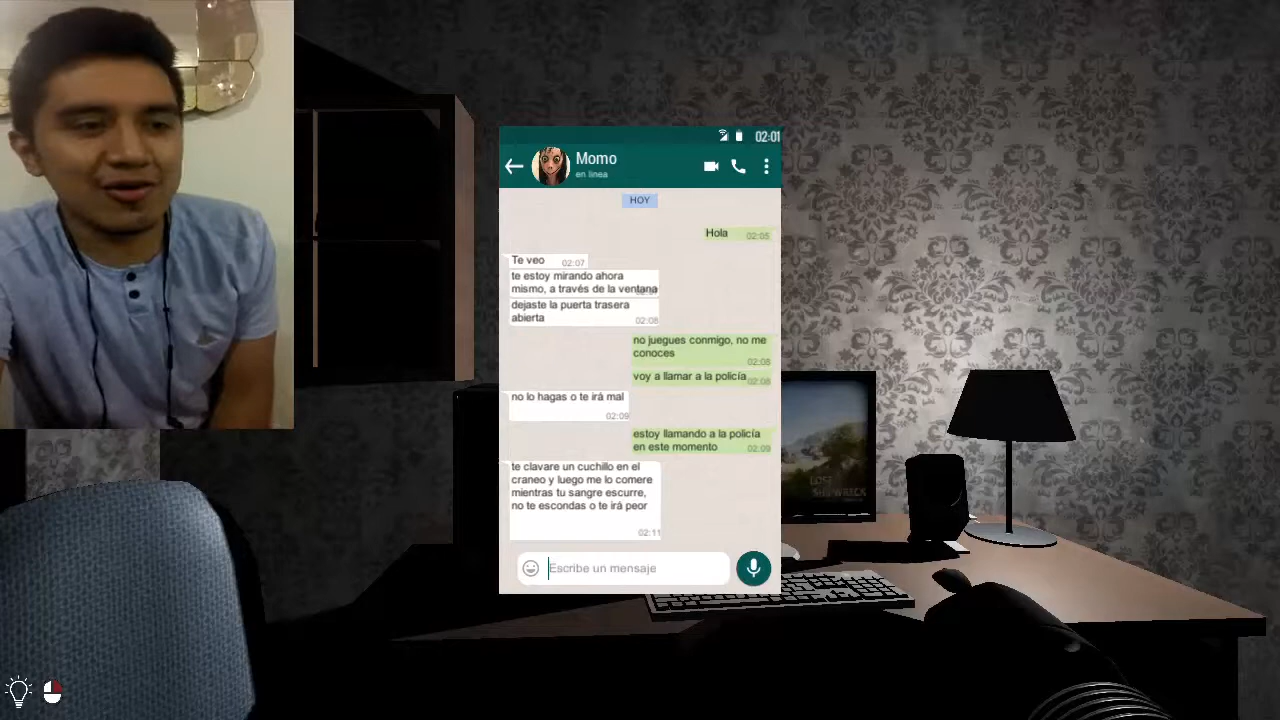 02:01
Momo
en linea
HOY
Hola 02:05
Te veo 02:07
te estoy mirando ahora
mismo, a través de la ventana
dejaste la puerta trasera
abierta 02:08
no juegues conmigo, no me
conoces
02:08
voy a llamar a la policía 02:08
no lo hagas o te irá mal
02:09
estoy llamando a la policía
en este momento 02:09
te clavare un cuchillo en el
craneo y luego me lo comere
mientras tu sangre escurre,
no te escondas o te irá peor
02:11
Escribe un mensaje
LOST
SHIPWRECK